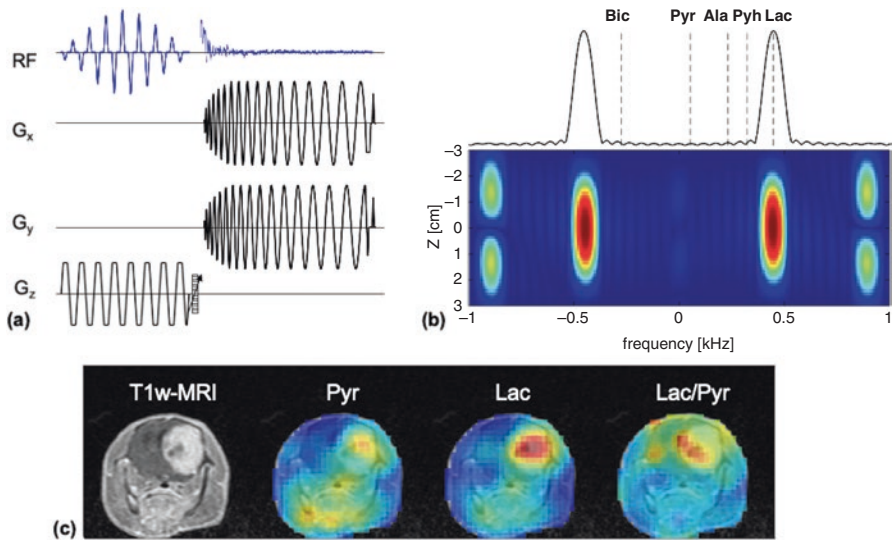 RF
Gx
Gy
Gz
(a)
Bic Pyr Ala Pyh Lac
–3
–2
–1
0
1
2
3
Z [cm]
–1 –0.5 0 0.5 1
frequency [kHz]
(b)
T1w-MRI Pyr Lac Lac/Pyr
(c)